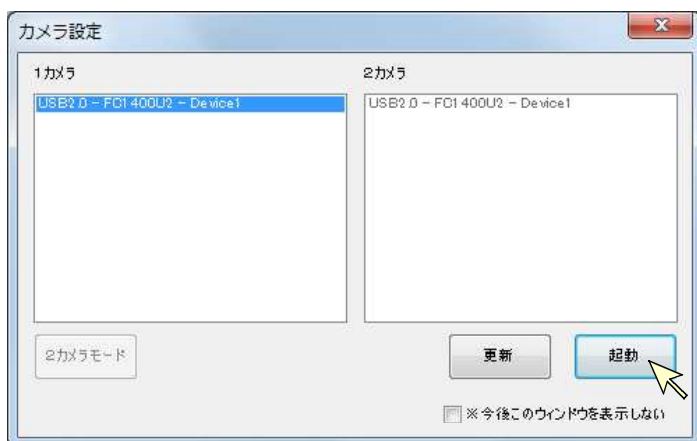 カメラ設定
1カメラ
2カメラ
USB2.0 - FC1400U2 - Device1
USB2.0 - FC1400U2 - Device1
2カメラモード
更新
起動
※今後このウィンドウを表示しない